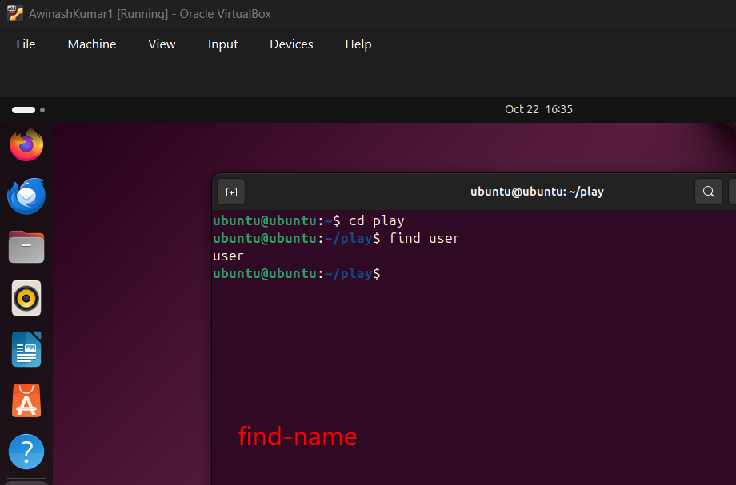 AwinashKumar1 [Running] - Oracle VirtualBox
File Machine View Input Devices Help
Oct 22 16:35
ubuntu@ubuntu: ~/play
ubuntu@ubuntu:~$ cd play
ubuntu@ubuntu:~/play$ find user
user
ubuntu@ubuntu:~/play$
find-name